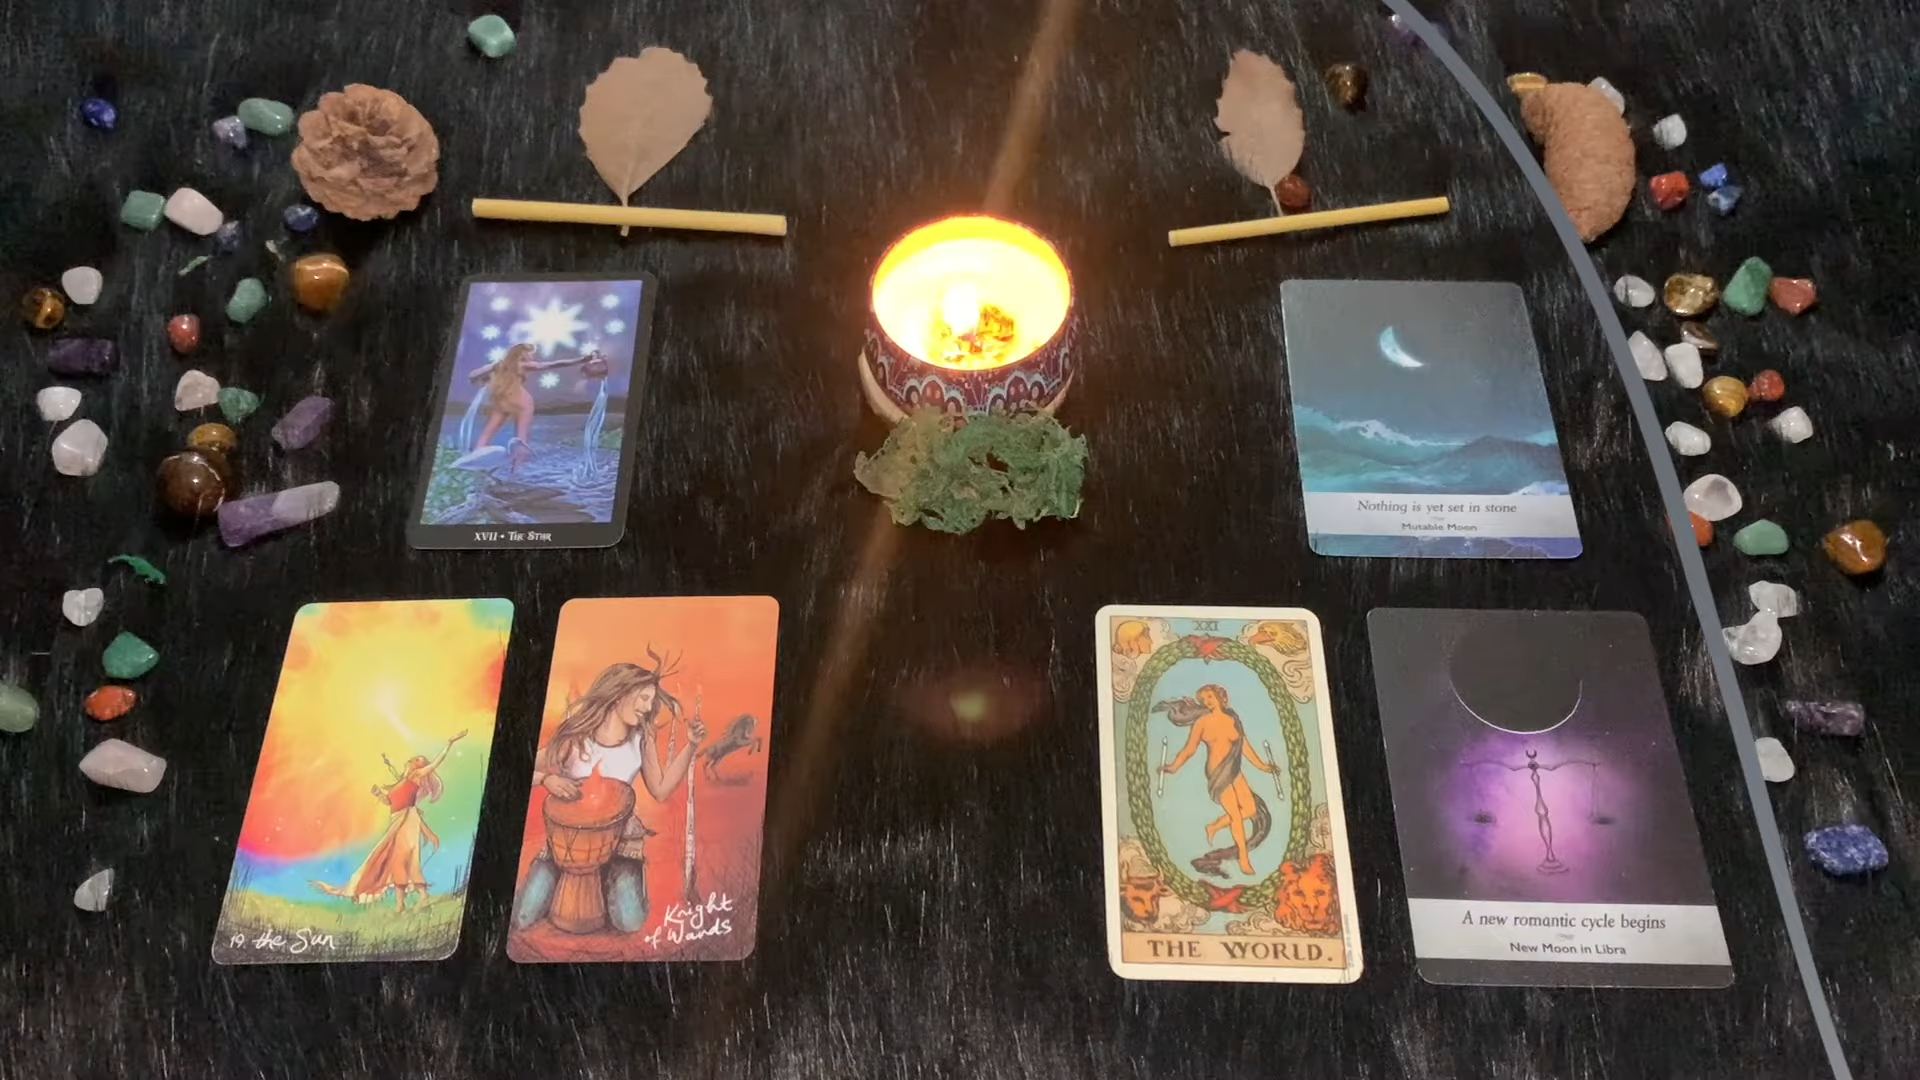 XVII • THE STAR
Nothing is yet set in stone
Mutable Moon
19 the Sun
Knight
of Wands
XXI
THE WORLD.
A new romantic cycle begins
New Moon in Libra